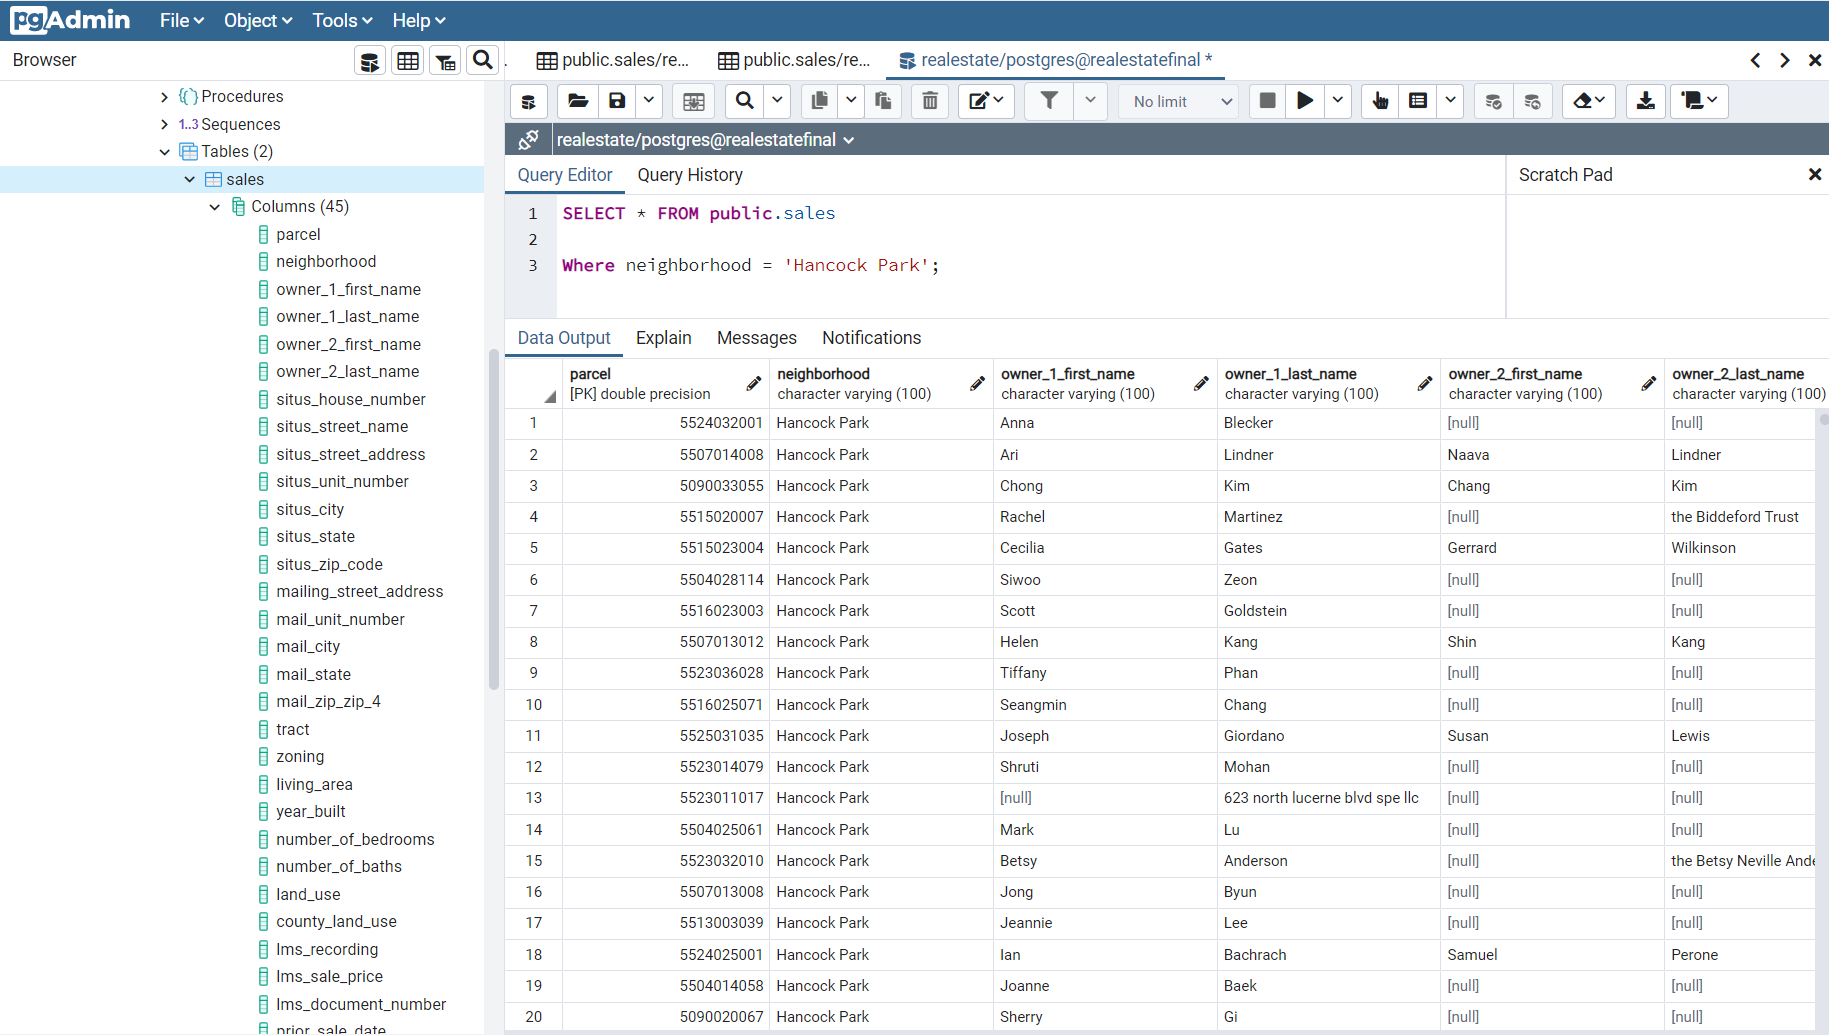 pgAdmin File Object Tools Help
Browser
public.sales/re... public.sales/re... realestate/postgres@realestatefinal *
No limit
realestate/postgres@realestatefinal
Query Editor Query History
Scratch Pad
1 SELECT * FROM public.sales
2
3 Where neighborhood = 'Hancock Park';
Procedures
1..3 Sequences
Tables (2)
sales
Columns (45)
parcel
neighborhood
owner_1_first_name
owner_1_last_name
owner_2_first_name
owner_2_last_name
situs_house_number
situs_street_name
situs_street_address
situs_unit_number
situs_city
situs_state
situs_zip_code
mailing_street_address
mail_unit_number
mail_city
mail_state
mail_zip_zip_4
tract
zoning
living_area
year_built
number_of_bedrooms
number_of_baths
land_use
county_land_use
lms_recording
lms_sale_price
lms_document_number
prior_sale_date
Data Output Explain Messages Notifications
parcel neighborhood owner_1_first_name owner_1_last_name owner_2_first_name owner_2_last_name
[PK] double precision character varying (100) character varying (100) character varying (100) character varying (100) character varying (100)
1 5524032001 Hancock Park Anna Blecker [null] [null]
2 5507014008 Hancock Park Ari Lindner Naava Lindner
3 5090033055 Hancock Park Chong Kim Chang Kim
4 5515020007 Hancock Park Rachel Martinez [null] the Biddeford Trust
5 5515023004 Hancock Park Cecilia Gates Gerrard Wilkinson
6 5504028114 Hancock Park Siwoo Zeon [null] [null]
7 5516023003 Hancock Park Scott Goldstein [null] [null]
8 5507013012 Hancock Park Helen Kang Shin Kang
9 5523036028 Hancock Park Tiffany Phan [null] [null]
10 5516025071 Hancock Park Seangmin Chang [null] [null]
11 5525031035 Hancock Park Joseph Giordano Susan Lewis
12 5523014079 Hancock Park Shruti Mohan [null] [null]
13 5523011017 Hancock Park [null] 623 north lucerne blvd spe llc [null] [null]
14 5504025061 Hancock Park Mark Lu [null] [null]
15 5523032010 Hancock Park Betsy Anderson [null] the Betsy Neville Ande
16 5507013008 Hancock Park Jong Byun [null] [null]
17 5513003039 Hancock Park Jeannie Lee [null] [null]
18 5524025001 Hancock Park Ian Bachrach Samuel Perone
19 5504014058 Hancock Park Joanne Baek [null] [null]
20 5090020067 Hancock Park Sherry Gi [null] [null]